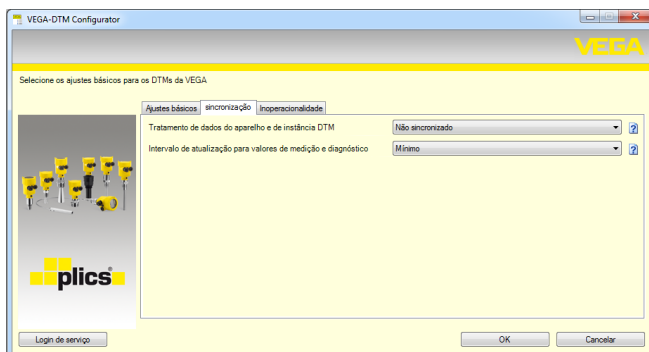 VEGA-DTM Configurator
VEGA
Selecione os ajustes básicos para os DTMs da VEGA
Ajustes básicos sincronização Inoperacionalidade
Tratamento de dados do aparelho e de instância DTM Não sincronizado
Intervalo de atualização para valores de medição e diagnóstico Mínimo
plics®
Login de serviço OK Cancelar